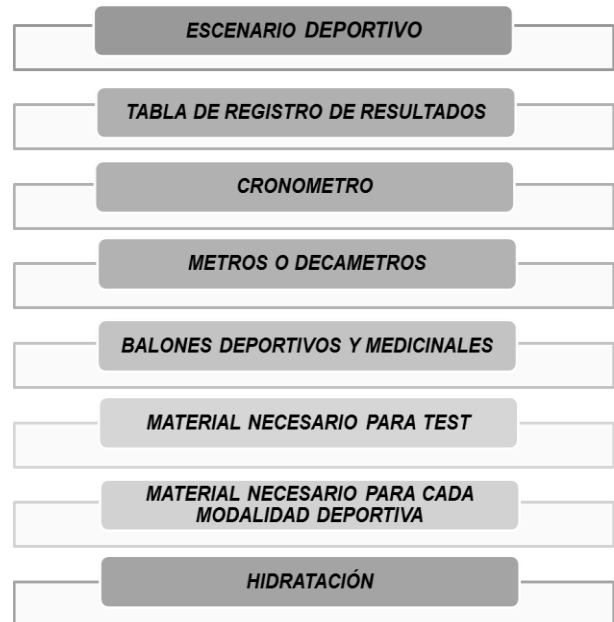 ESCENARIO DEPORTIVO
TABLA DE REGISTRO DE RESULTADOS
CRONOMETRO
METROS O DECAMETROS
BALONES DEPORTIVOS Y MEDICINALES
MATERIAL NECESARIO PARA TEST
MATERIAL NECESARIO PARA CADA
MODALIDAD DEPORTIVA
HIDRATACIÓN